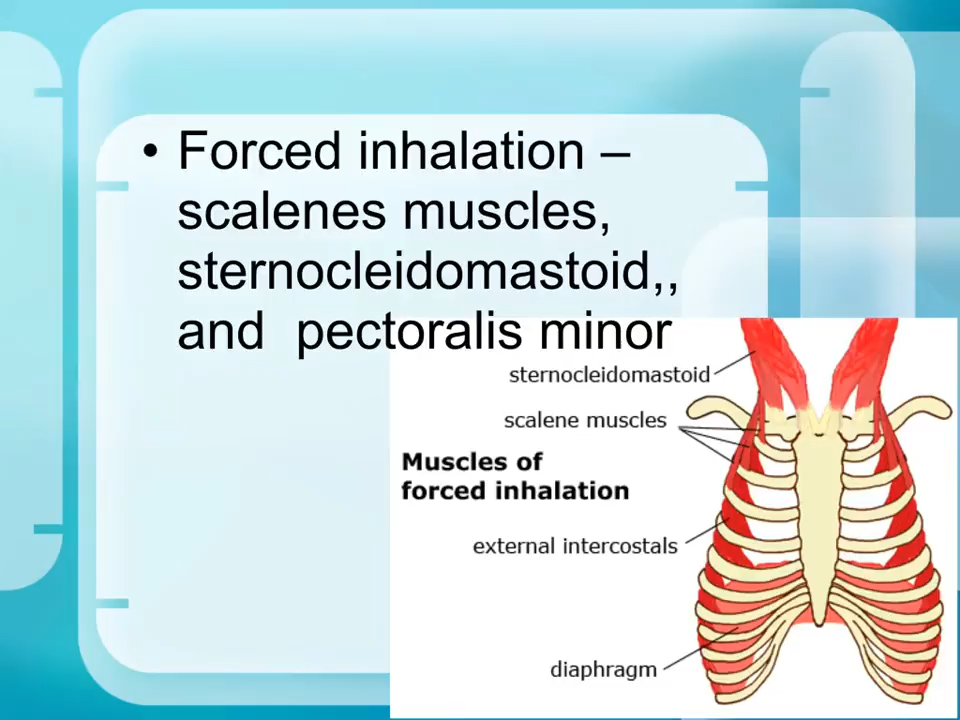 • Forced inhalation –
scalenes muscles,
sternocleidomastoid,,
and  pectoralis minor
sternocleidomastoid
scalene muscles
Muscles of
forced inhalation
external intercostals
diaphragm